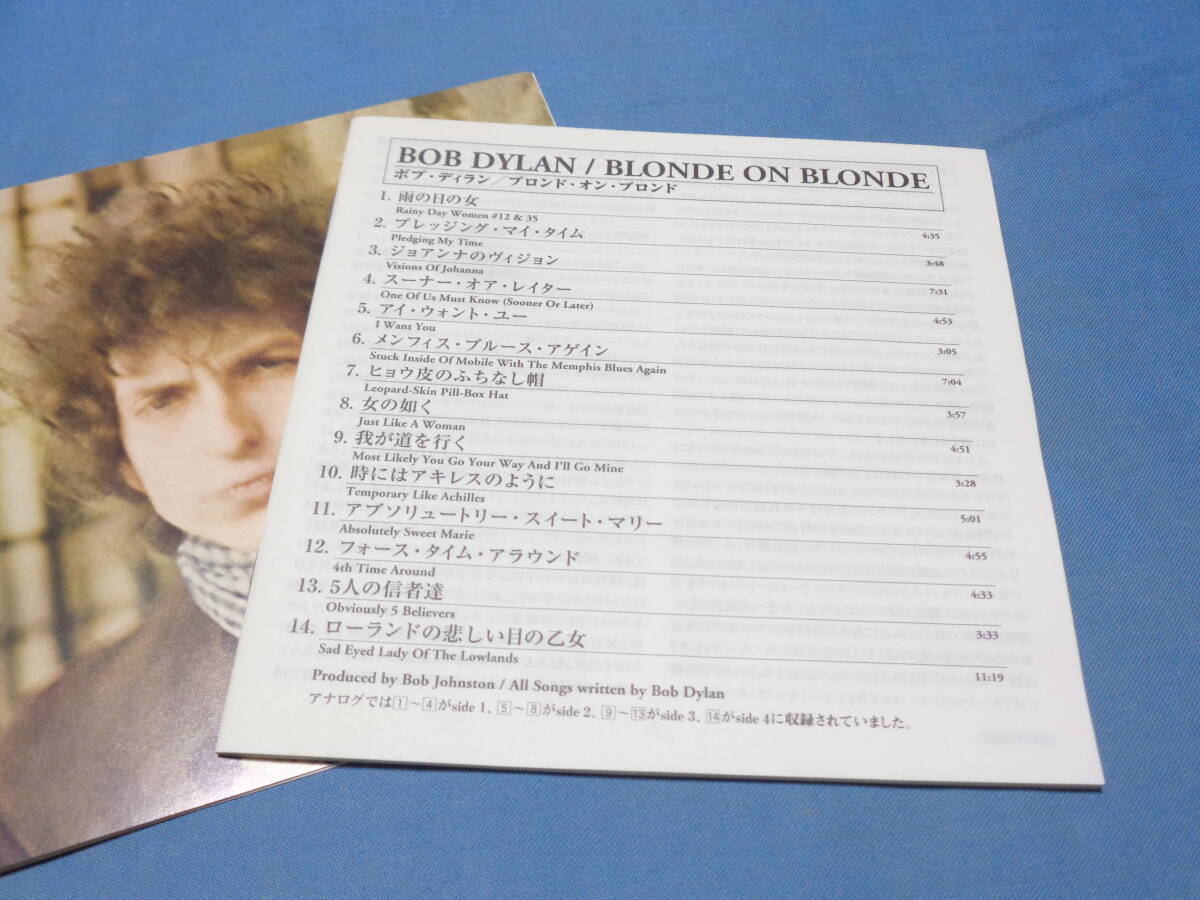 BOB DYLAN / BLONDE ON BLONDE
ボブ・ディラン／ブロンド・オン・ブロンド
1. 雨の日の女
Rainy Day Women #12 & 35 4:35
2. プレッジング・マイ・タイム
Pledging My Time 3:48
3. ジョアンナのヴィジョン
Visions Of Johanna 7:31
4. スーナー・オア・レイター
One Of Us Must Know (Sooner Or Later) 4:53
5. アイ・ウォント・ユー
I Want You 3:05
6. メンフィス・ブルース・アゲイン
Stuck Inside Of Mobile With The Memphis Blues Again 7:04
7. ヒョウ皮のふちなし帽
Leopard-Skin Pill-Box Hat 3:57
8. 女の如く
Just Like A Woman 4:51
9. 我が道を行く
Most Likely You Go Your Way And I'll Go Mine 3:28
10. 時にはアキレスのように
Temporary Like Achilles 5:01
11. アブソリュートリー・スイート・マリー
Absolutely Sweet Marie 4:55
12. フォース・タイム・アラウンド
4th Time Around 4:33
13. 5人の信者達
Obviously 5 Believers 3:33
14. ローランドの悲しい目の乙女
Sad Eyed Lady Of The Lowlands 11:19
Produced by Bob Johnston / All Songs written by Bob Dylan
アナログでは1〜4がside 1、5〜8がside 2、9〜13がside 3、14がside 4に収録されていました。